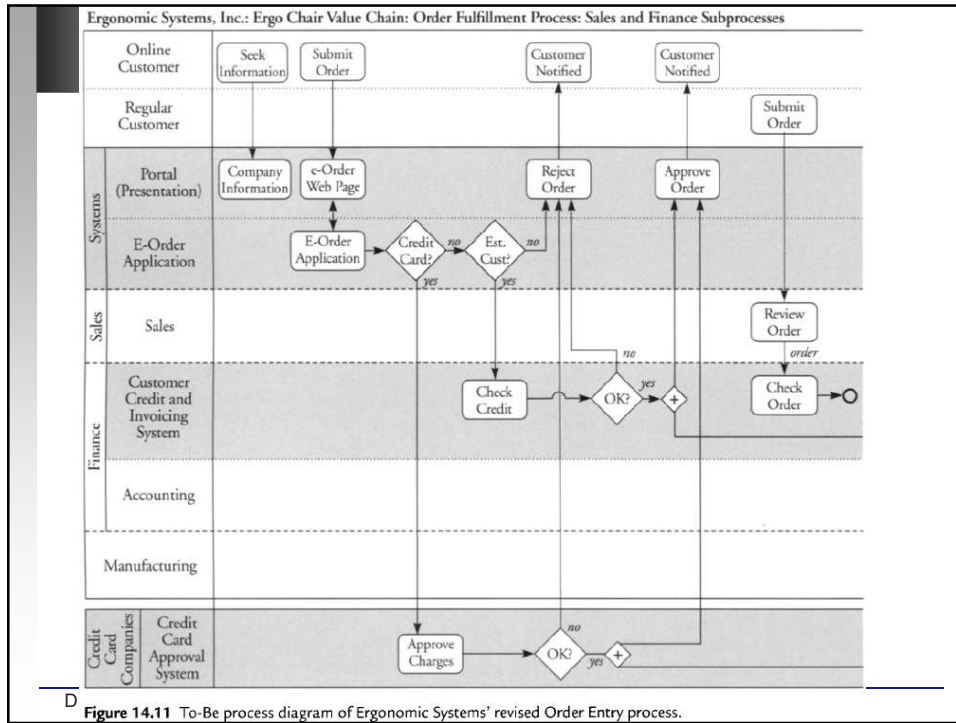 Ergonomic Systems, Inc.: Ergo Chair Value Chain: Order Fulfillment Process: Sales and Finance Subprocesses
Online
Customer
Seek
Information
Submit
Order
Customer
Notified
Customer
Notified
Regular
Customer
Submit
Order
Systems
Portal
(Presentation)
Company
Information
e-Order
Web Page
Reject
Order
Approve
Order
E-Order
Application
E-Order
Application
Credit
Card?
no
yes
Est.
Cust?
no
yes
Sales
Sales
Review
Order
order
Finance
Customer
Credit and
Invoicing
System
Check
Credit
OK?
no
yes
+
Check
Order
Accounting
Manufacturing
Credit
Card
Companies
Credit
Card
Approval
System
Approve
Charges
OK?
no
yes
+
D
Figure 14.11 To-Be process diagram of Ergonomic Systems' revised Order Entry process.